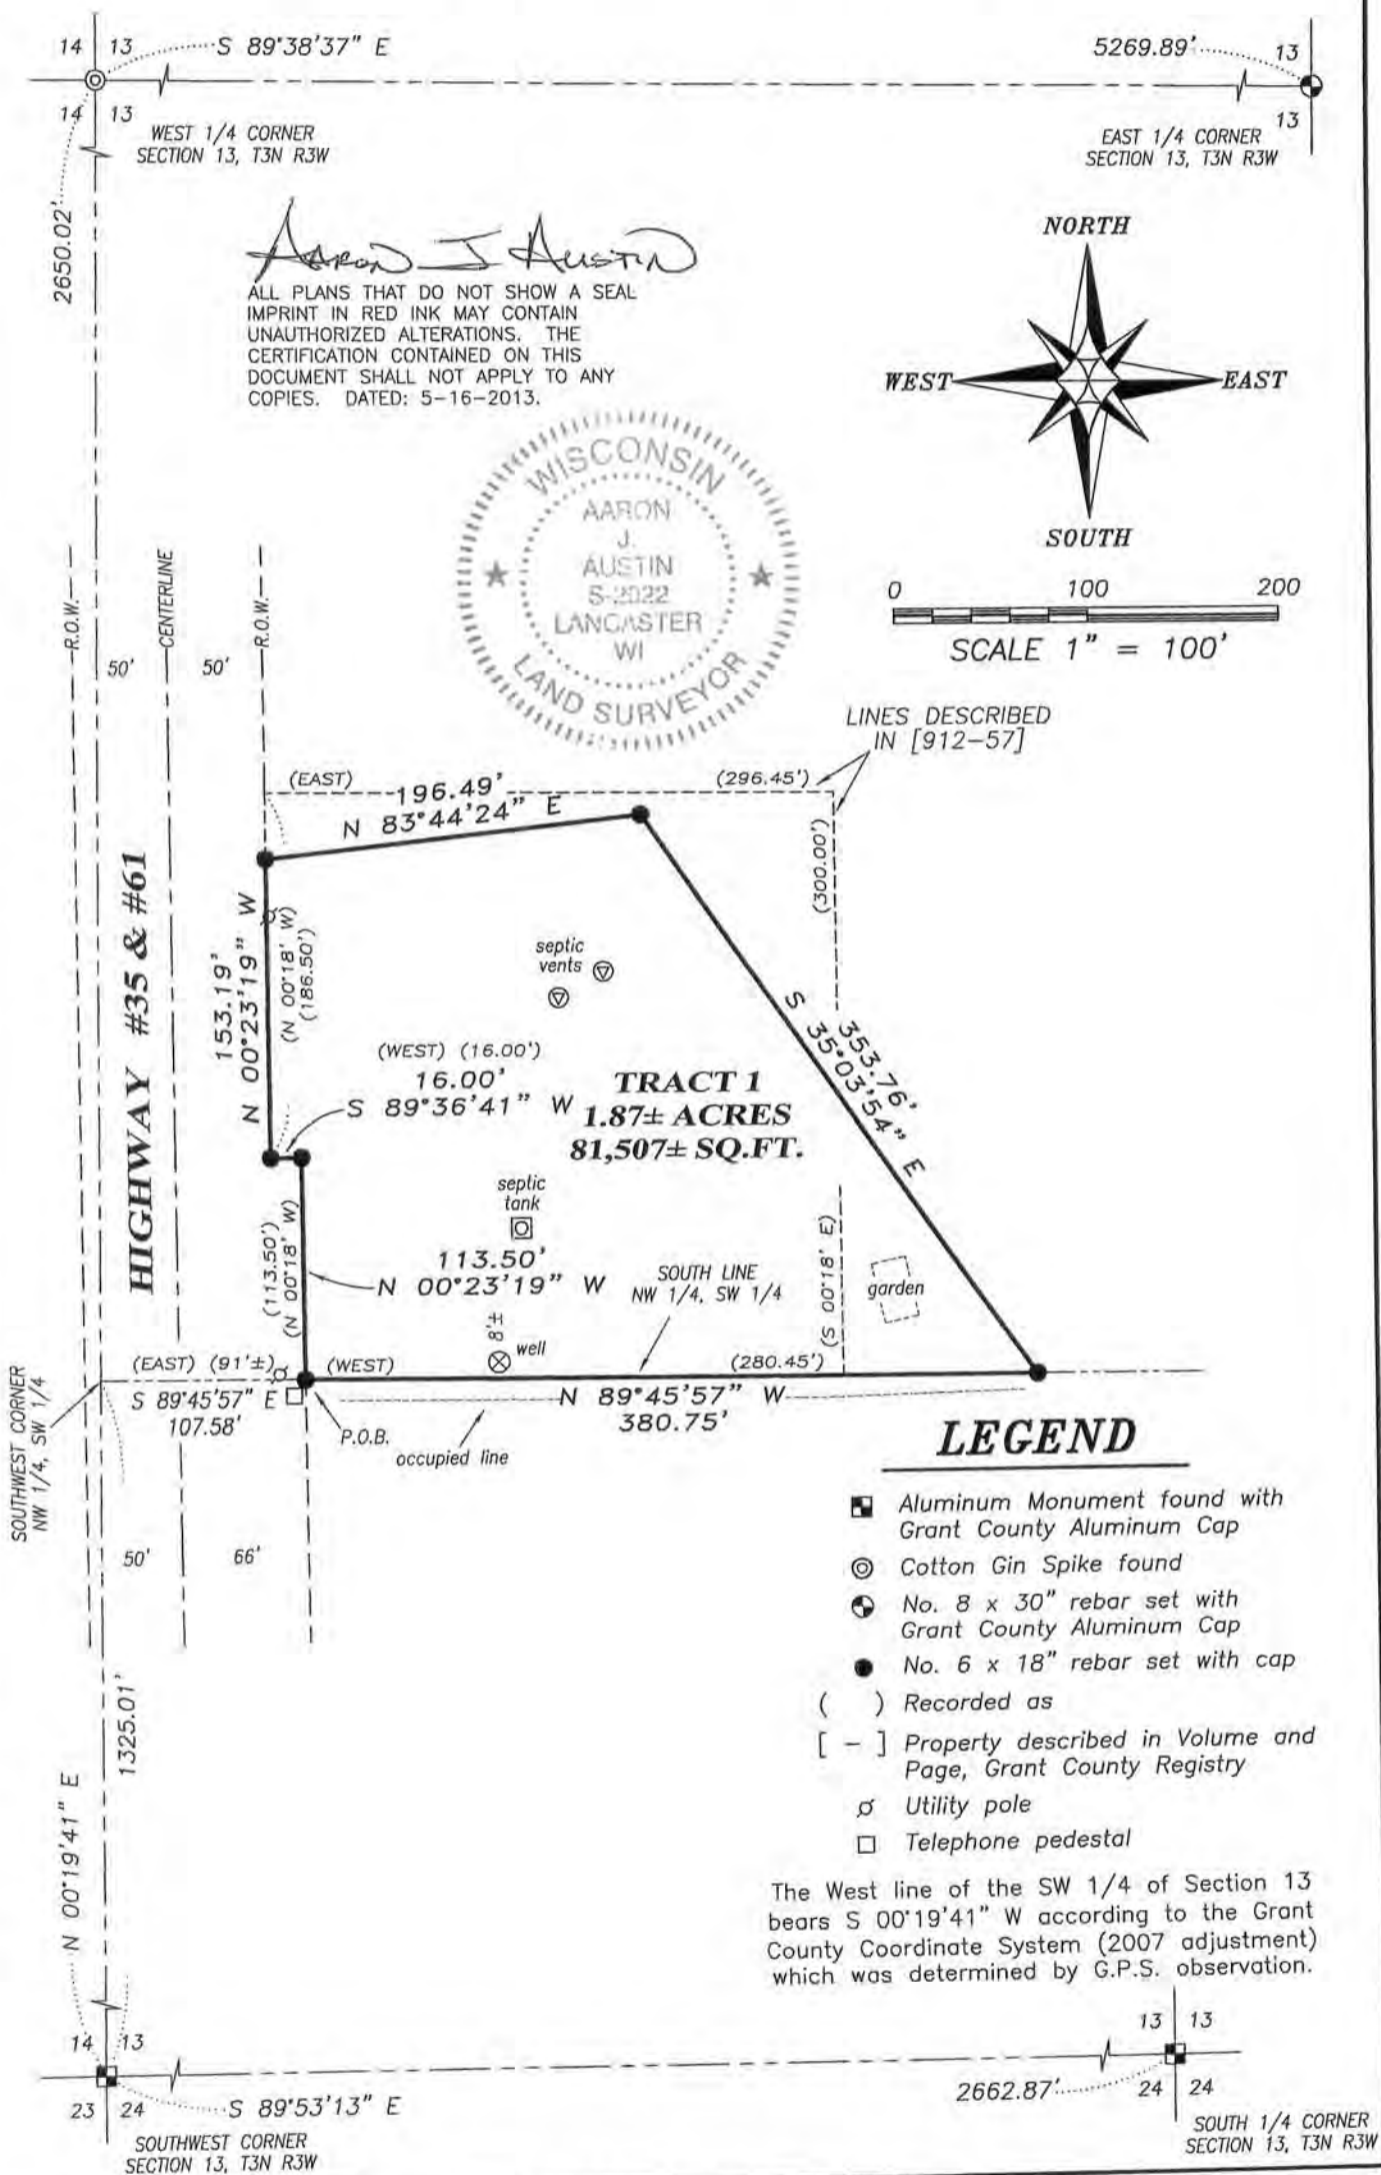 14 13
S 89°38'37" E
5269.89'
13
14 13
13
WEST 1/4 CORNER
SECTION 13, T3N R3W
EAST 1/4 CORNER
SECTION 13, T3N R3W
2650.02'
Aaron J Austin
ALL PLANS THAT DO NOT SHOW A SEAL
IMPRINT IN RED INK MAY CONTAIN
UNAUTHORIZED ALTERATIONS. THE
CERTIFICATION CONTAINED ON THIS
DOCUMENT SHALL NOT APPLY TO ANY
COPIES. DATED: 5-16-2013.
NORTH
WEST
EAST
SOUTH
WISCONSIN
AARON
J.
AUSTIN
S-2022
LANCASTER
WI
LAND SURVEYOR
0 100 200
SCALE 1" = 100'
R.O.W.
CENTERLINE
R.O.W.
50'
50'
LINES DESCRIBED
IN [912-57]
(EAST)
196.49'
(296.45')
N 83°44'24" E
(300.00')
HIGHWAY #35 & #61
153.19'
N 00°23'19" W
(N 00°18' W)
(186.50')
septic
vents
353.76'
S 35°03'54" E
(WEST) (16.00')
16.00'
S 89°36'41" W
TRACT 1
1.87± ACRES
81,507± SQ.FT.
septic
tank
(113.50')
(N 00°18' W)
113.50'
N 00°23'19" W
SOUTH LINE
NW 1/4, SW 1/4
(S 00°18' E)
garden
8'±
well
(EAST) (91'±)
(WEST)
(280.45')
S 89°45'57" E
107.58'
N 89°45'57" W
380.75'
P.O.B.
occupied line
SOUTHWEST CORNER
NW 1/4, SW 1/4
50'
66'
LEGEND
Aluminum Monument found with
Grant County Aluminum Cap
Cotton Gin Spike found
No. 8 x 30" rebar set with
Grant County Aluminum Cap
No. 6 x 18" rebar set with cap
( ) Recorded as
[ - ] Property described in Volume and
Page, Grant County Registry
Utility pole
Telephone pedestal
1325.01'
N 00°19'41" E
The West line of the SW 1/4 of Section 13
bears S 00°19'41" W according to the Grant
County Coordinate System (2007 adjustment)
which was determined by G.P.S. observation.
14 13
13 13
23 24
S 89°53'13" E
2662.87'
24 24
SOUTHWEST CORNER
SECTION 13, T3N R3W
SOUTH 1/4 CORNER
SECTION 13, T3N R3W